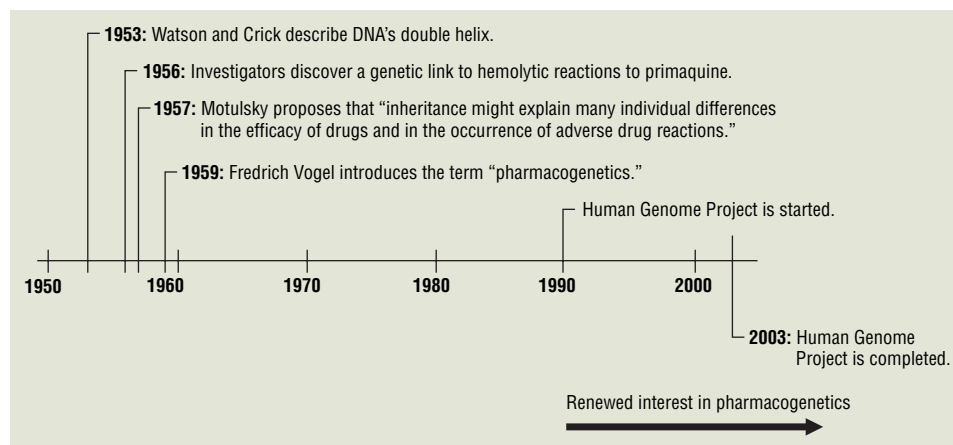 1953: Watson and Crick describe DNA's double helix.
1956: Investigators discover a genetic link to hemolytic reactions to primaquine.
1957: Motulsky proposes that “inheritance might explain many individual differences
in the efficacy of drugs and in the occurrence of adverse drug reactions.”
1959: Fredrich Vogel introduces the term “pharmacogenetics.”
Human Genome Project is started.
1950 1960 1970 1980 1990 2000
2003: Human Genome
Project is completed.
Renewed interest in pharmacogenetics